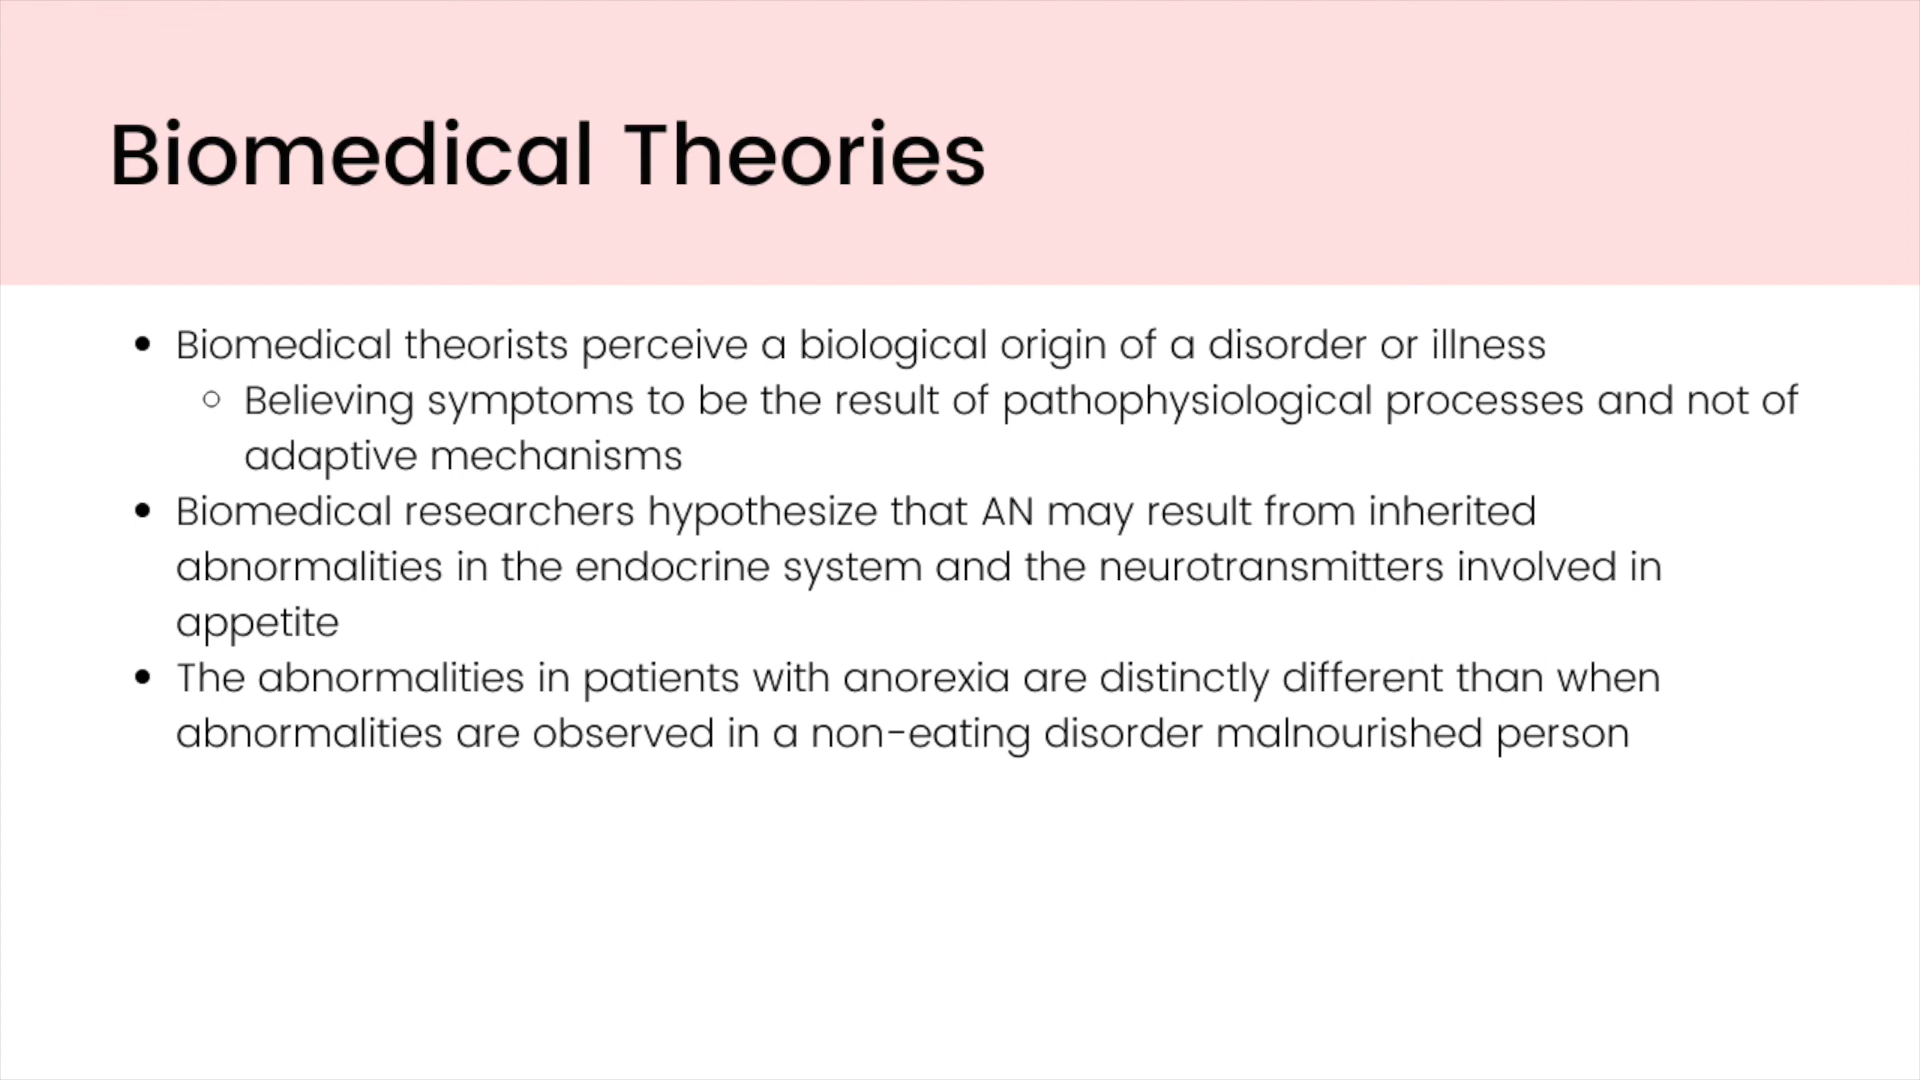 Biomedical Theories
• Biomedical theorists perceive a biological origin of a disorder or illness
○ Believing symptoms to be the result of pathophysiological processes and not of
adaptive mechanisms
• Biomedical researchers hypothesize that AN may result from inherited
abnormalities in the endocrine system and the neurotransmitters involved in
appetite
• The abnormalities in patients with anorexia are distinctly different than when
abnormalities are observed in a non-eating disorder malnourished person